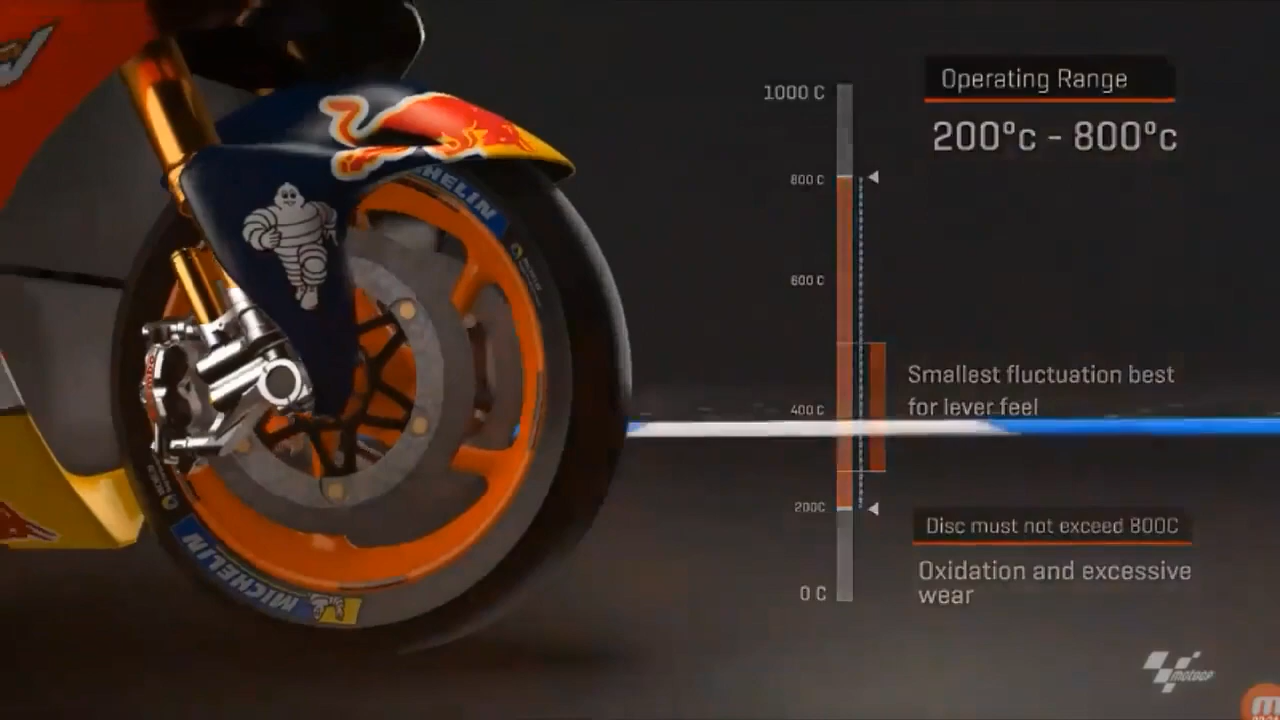 Operating Range
1000 C
200°c - 800°c
800 C
MICHELIN
600 C
Smallest fluctuation best
400 C
for lever feel
200C
Disc must not exceed 800C
MICHELIN
Oxidation and excessive
0 C
wear
MotoGP